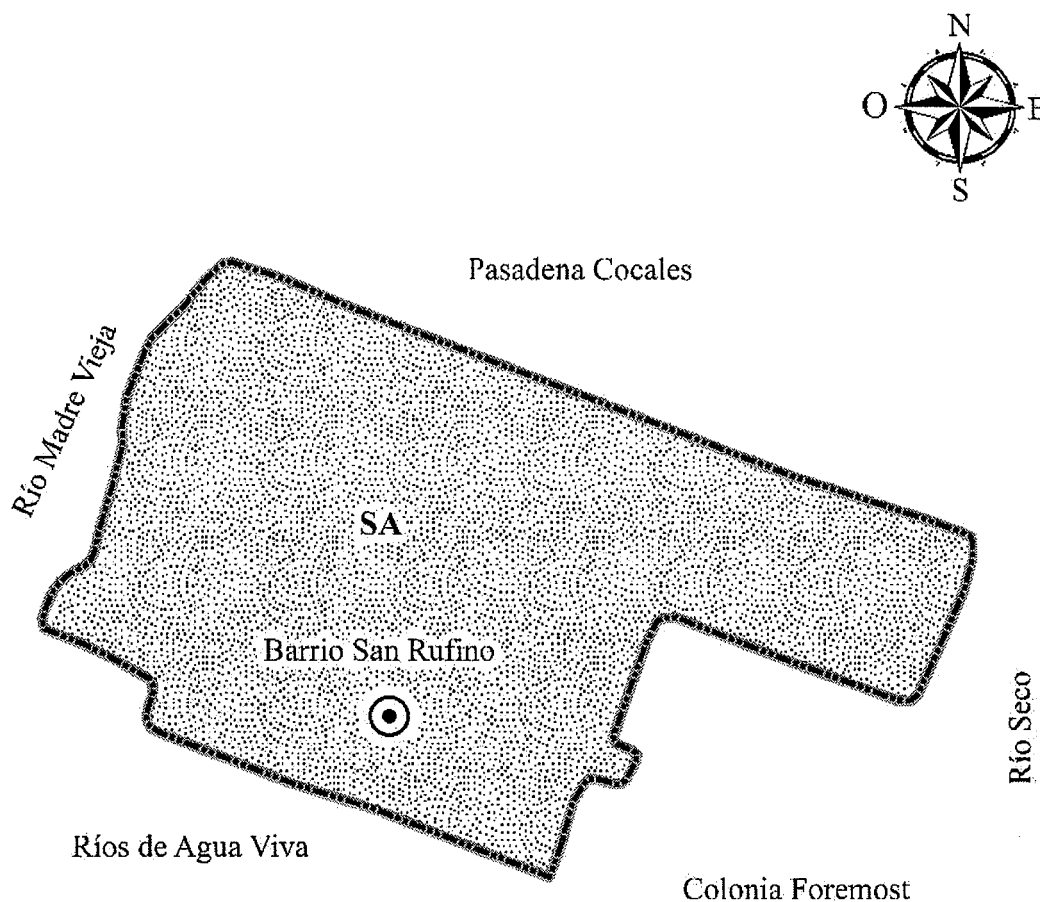 N
O
E
S
Pasadena Cocales
Río Madre Vieja
SA
Barrio San Rufino
Río Seco
Ríos de Agua Viva
Colonia Foremost